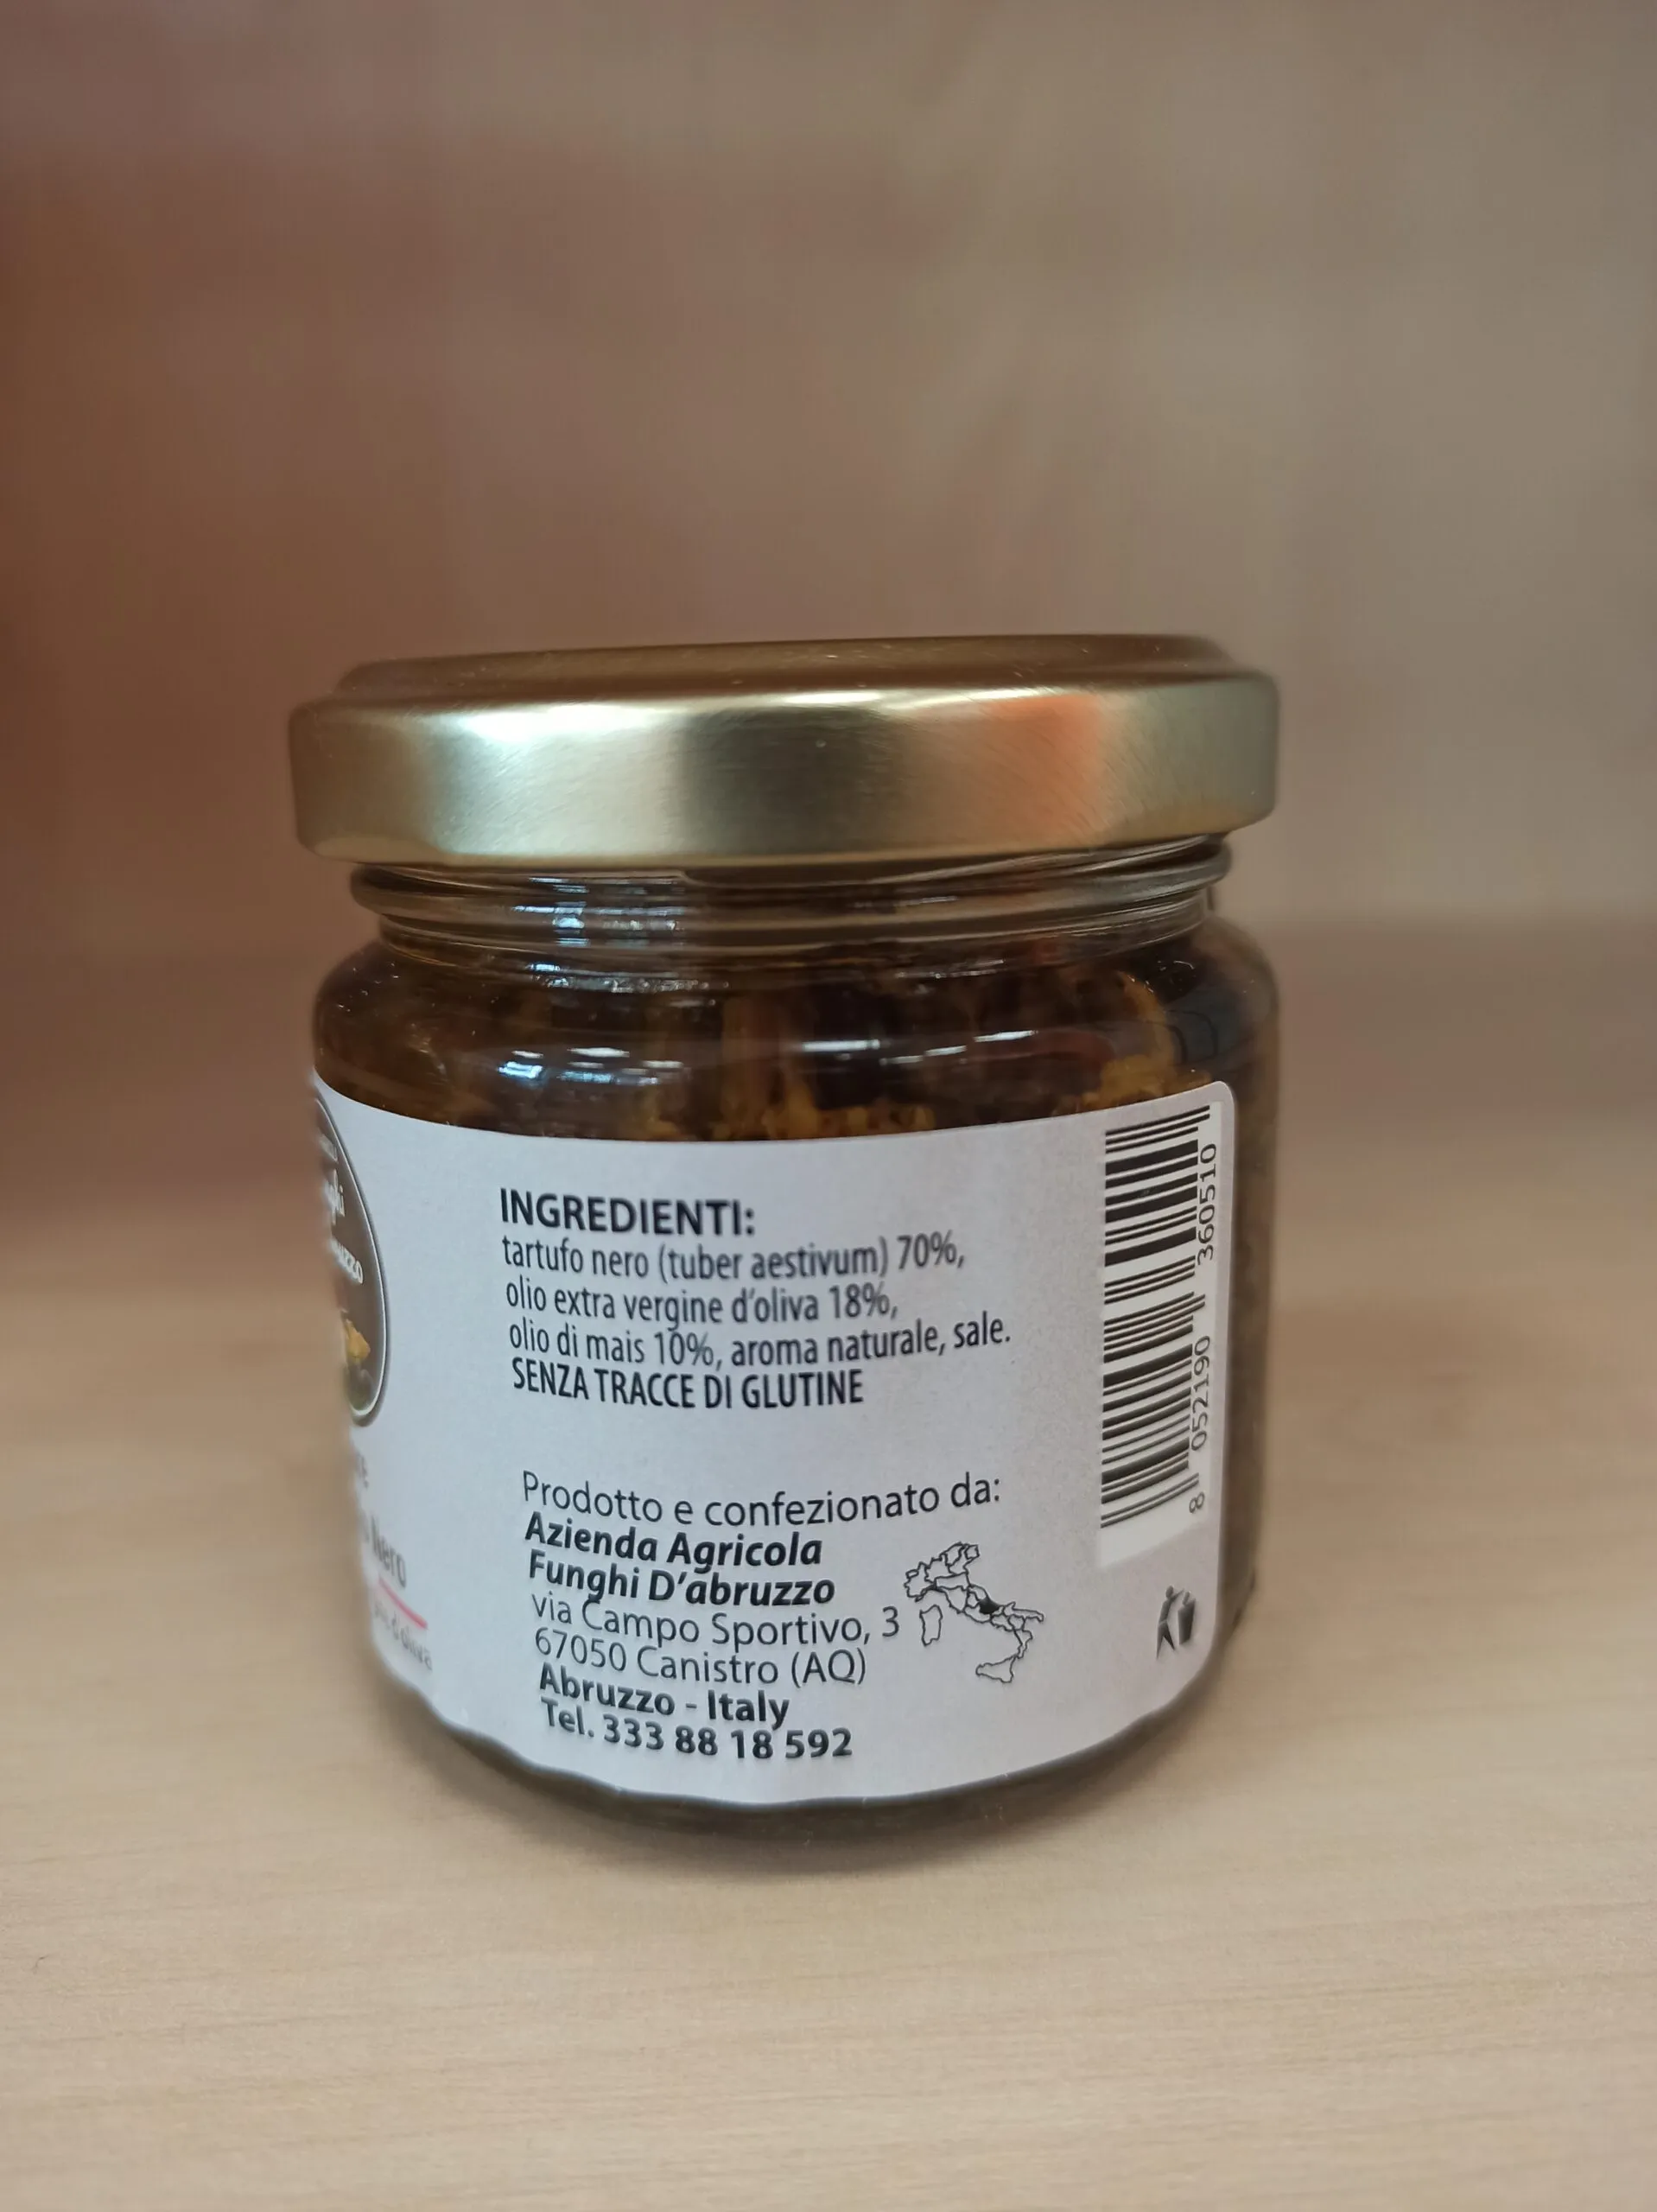 INGREDIENTI:
tartufo nero (tuber aestivum) 70%,
olio extra vergine d'oliva 18%,
olio di mais 10%, aroma naturale, sale.
SENZA TRACCE DI GLUTINE
Prodotto e confezionato da:
Azienda Agricola
Funghi D'abruzzo
via Campo Sportivo, 3
67050 Canistro (AQ)
Abruzzo - Italy
Tel. 333 88 18 592
8 052190 360510
Nero